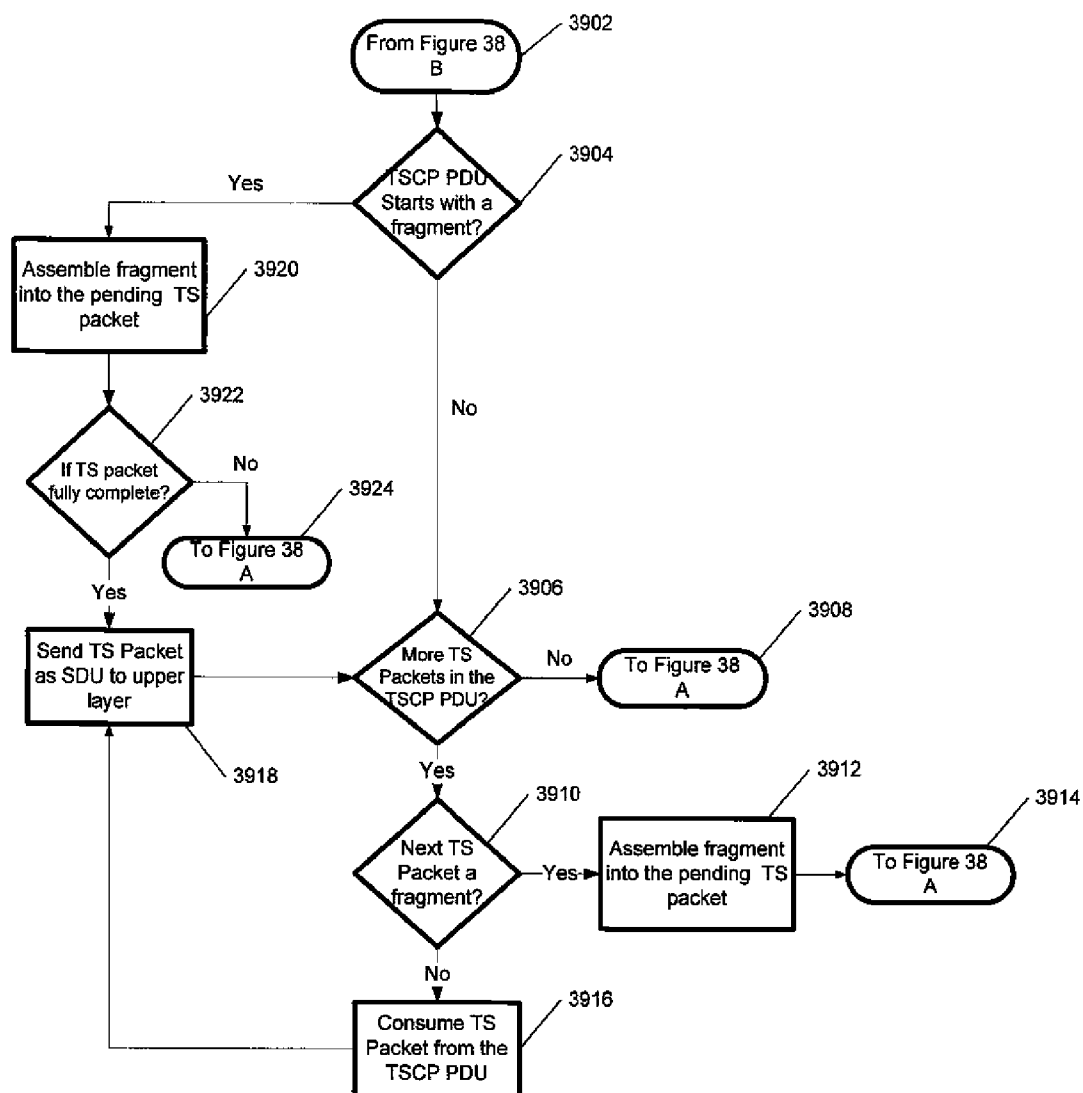 From Figure 38
B
3902
TSCP PDU
Starts with a
fragment?
3904
Yes
Assemble fragment
into the pending TS
packet
3920
No
3922
If TS packet
fully complete?
No
3924
To Figure 38
A
Yes
Send TS Packet
as SDU to upper
layer
3918
3906
More TS
Packets in the
TSCP PDU?
No
3908
To Figure 38
A
Yes
3910
Next TS
Packet a
fragment?
Yes
3912
Assemble fragment
into the pending TS
packet
3914
To Figure 38
A
No
3916
Consume TS
Packet from the
TSCP PDU